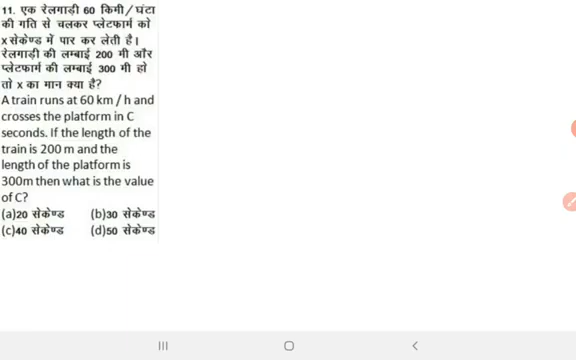 11. एक रेलगाड़ी 60 किमी/घंटा
की गति से चलकर प्लेटफार्म को
x सेकेण्ड में पार कर लेती है।
रेलगाड़ी की लम्बाई 200 मी और
प्लेटफार्म की लम्बाई 300 मी हो
तो x का मान क्या है?
A train runs at 60 km / h and
crosses the platform in C
seconds. If the length of the
train is 200 m and the
length of the platform is
300m then what is the value
of C?
(a)20 सेकेण्ड (b)30 सेकेण्ड
(c)40 सेकेण्ड (d)50 सेकेण्ड